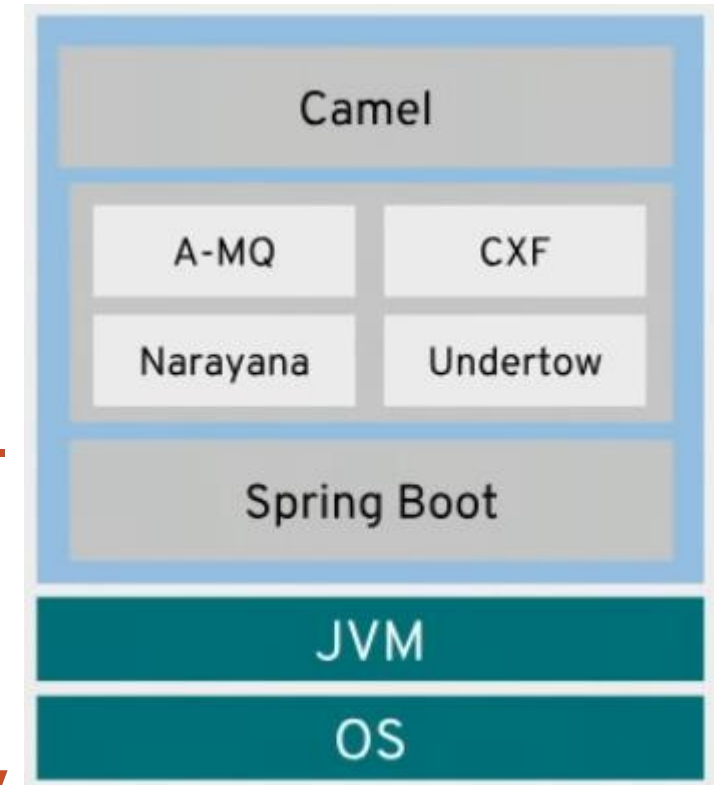 Camel
A-MQ CXF
Narayana Undertow
Spring Boot
JVM
OS